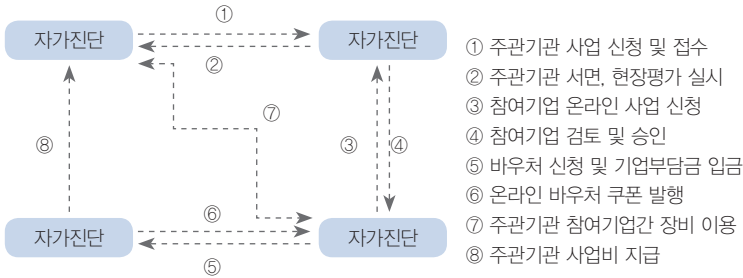 ①
자가진단
자가진단
②
⑦
⑧
③
④
⑥
자가진단
자가진단
⑤
① 주관기관 사업 신청 및 접수
② 주관기관 서면, 현장평가 실시
③ 참여기업 온라인 사업 신청
④ 참여기업 검토 및 승인
⑤ 바우처 신청 및 기업부담금 입금
⑥ 온라인 바우처 쿠폰 발행
⑦ 주관기관 참여기업간 장비 이용
⑧ 주관기관 사업비 지급